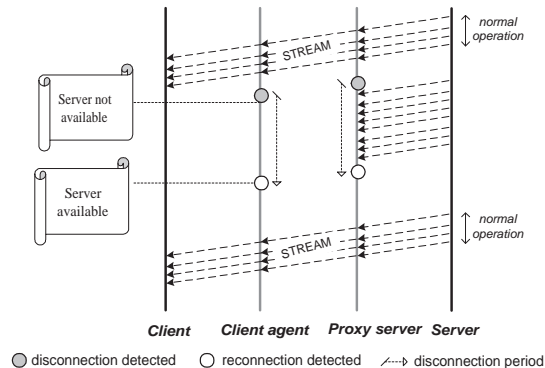 normal
operation
STREAM
Server not
available
Server
available
normal
operation
STREAM
Client Client agent Proxy server Server
disconnection detected reconnection detected disconnection period